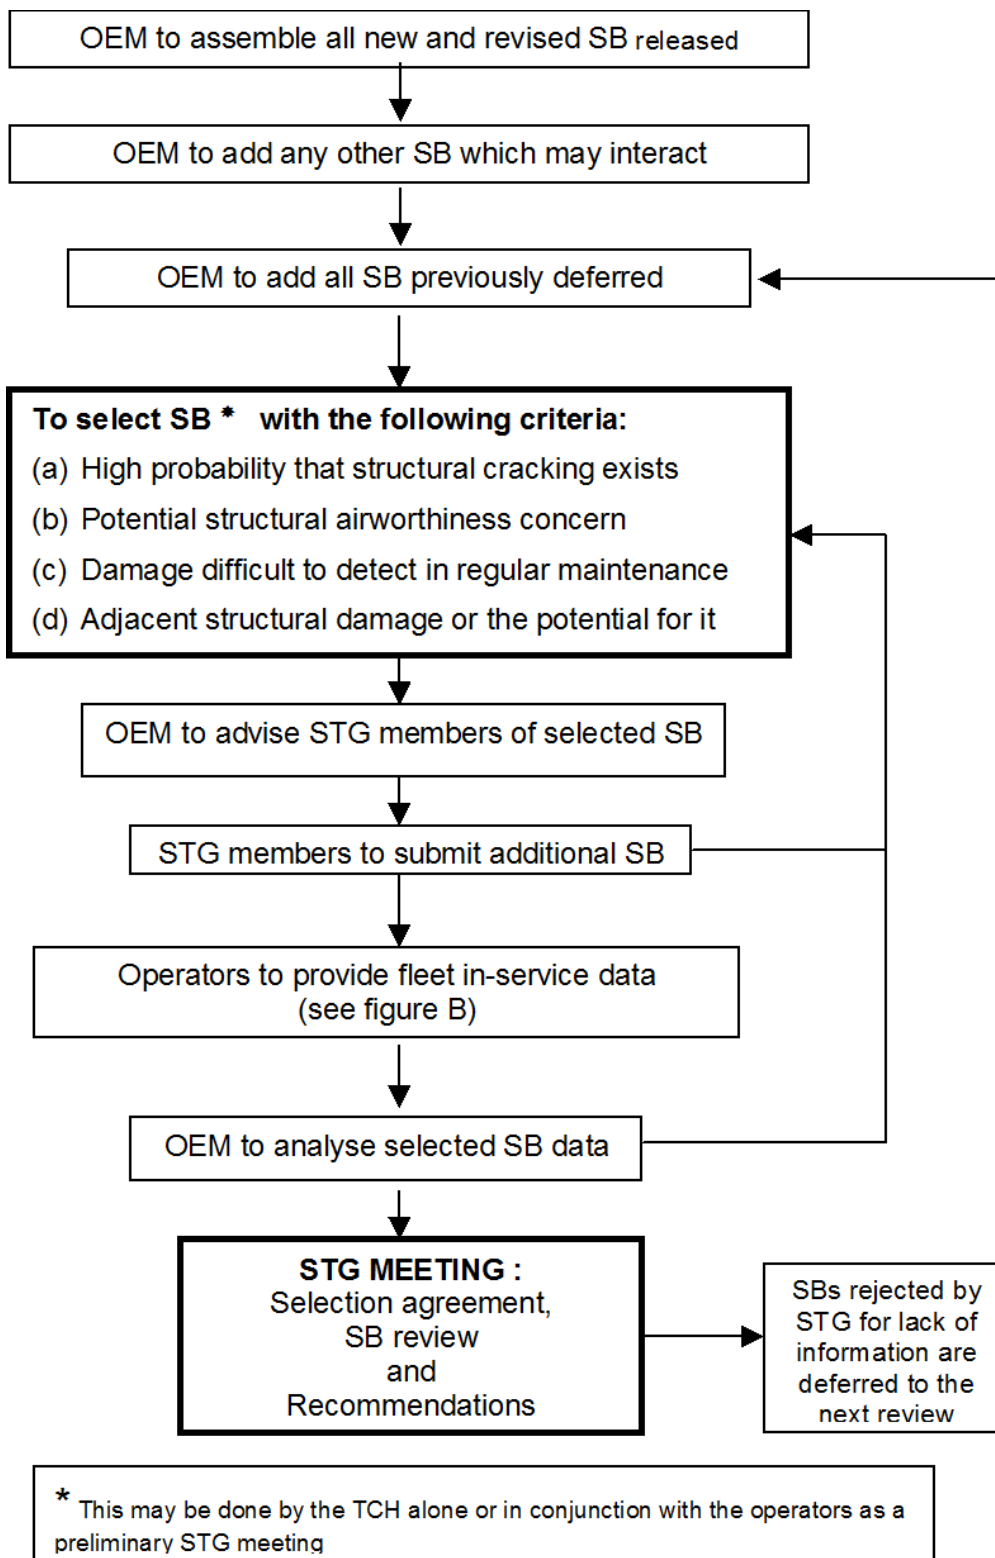 OEM to assemble all new and revised SB released
OEM to add any other SB which may interact
OEM to add all SB previously deferred
To select SB * with the following criteria:
(a) High probability that structural cracking exists
(b) Potential structural airworthiness concern
(c) Damage difficult to detect in regular maintenance
(d) Adjacent structural damage or the potential for it
OEM to advise STG members of selected SB
STG members to submit additional SB
Operators to provide fleet in-service data
(see figure B)
OEM to analyse selected SB data
STG MEETING :
Selection agreement,
SB review
and
Recommendations
SBs rejected by
STG for lack of
information are
deferred to the
next review
* This may be done by the TCH alone or in conjunction with the operators as a
preliminary STG meeting